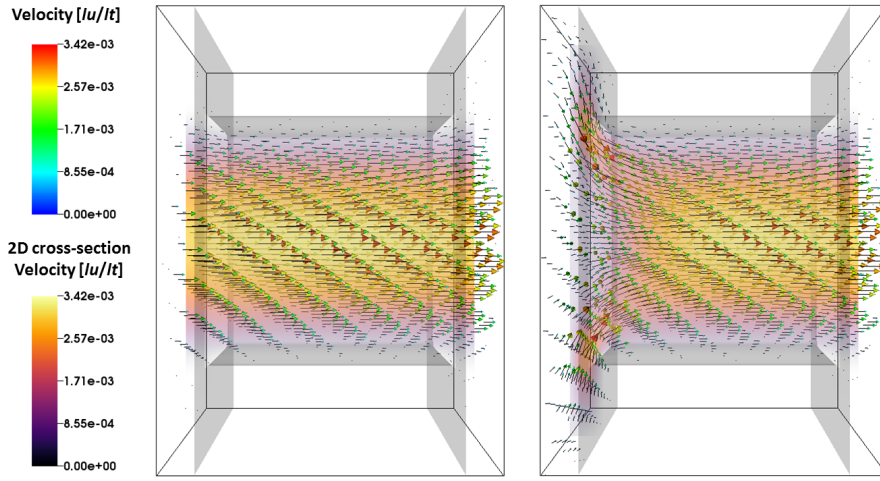 Velocity [lu/lt]
3.42e-03
2.57e-03
1.71e-03
8.55e-04
0.00e+00
2D cross-section
Velocity [lu/lt]
3.42e-03
2.57e-03
1.71e-03
8.55e-04
0.00e+00